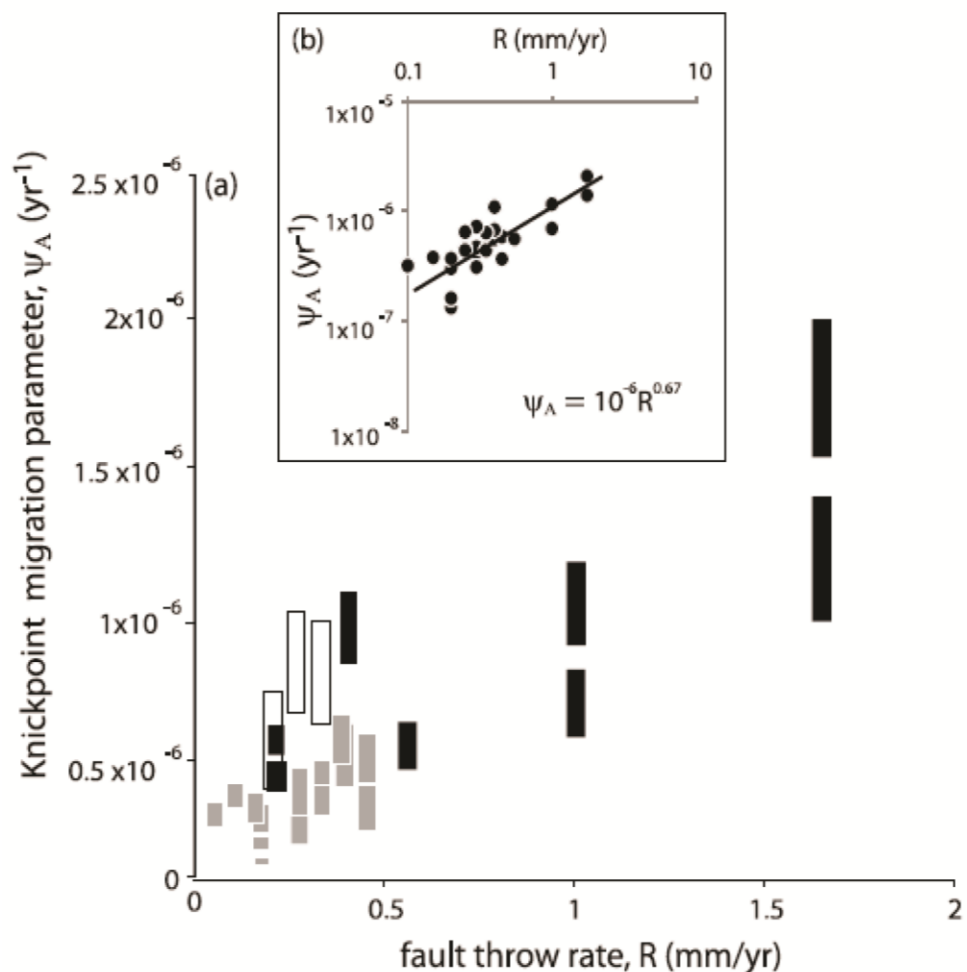 (b)
R (mm/yr)
0.1 1 10
1x10 -5
1x10 -6
1x10 -7
1x10 -8
ΨA (yr-1)
ΨA = 10-6R0.67
(a)
Knickpoint migration parameter, ΨA (yr-1)
2.5 x10 -6
2x10 -6
1.5 x10 -6
1x10 -6
0.5 x10 -6
0
0 0.5 1 1.5 2
fault throw rate, R (mm/yr)